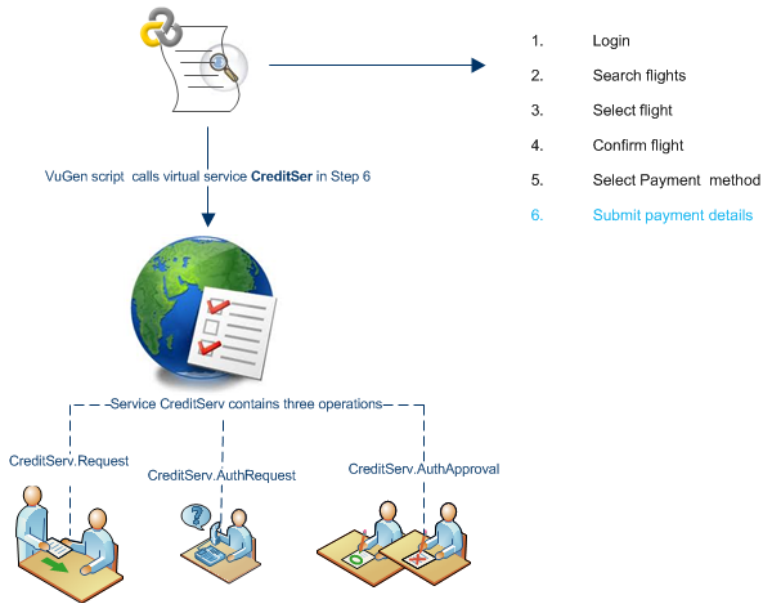 1. Login
2. Search flights
3. Select flight
4. Confirm flight
5. Select Payment method
6. Submit payment details
VuGen script calls virtual service CreditSer in Step 6
Service CreditServ contains three operations
CreditServ.Request
CreditServ.AuthRequest
CreditServ.AuthApproval
?